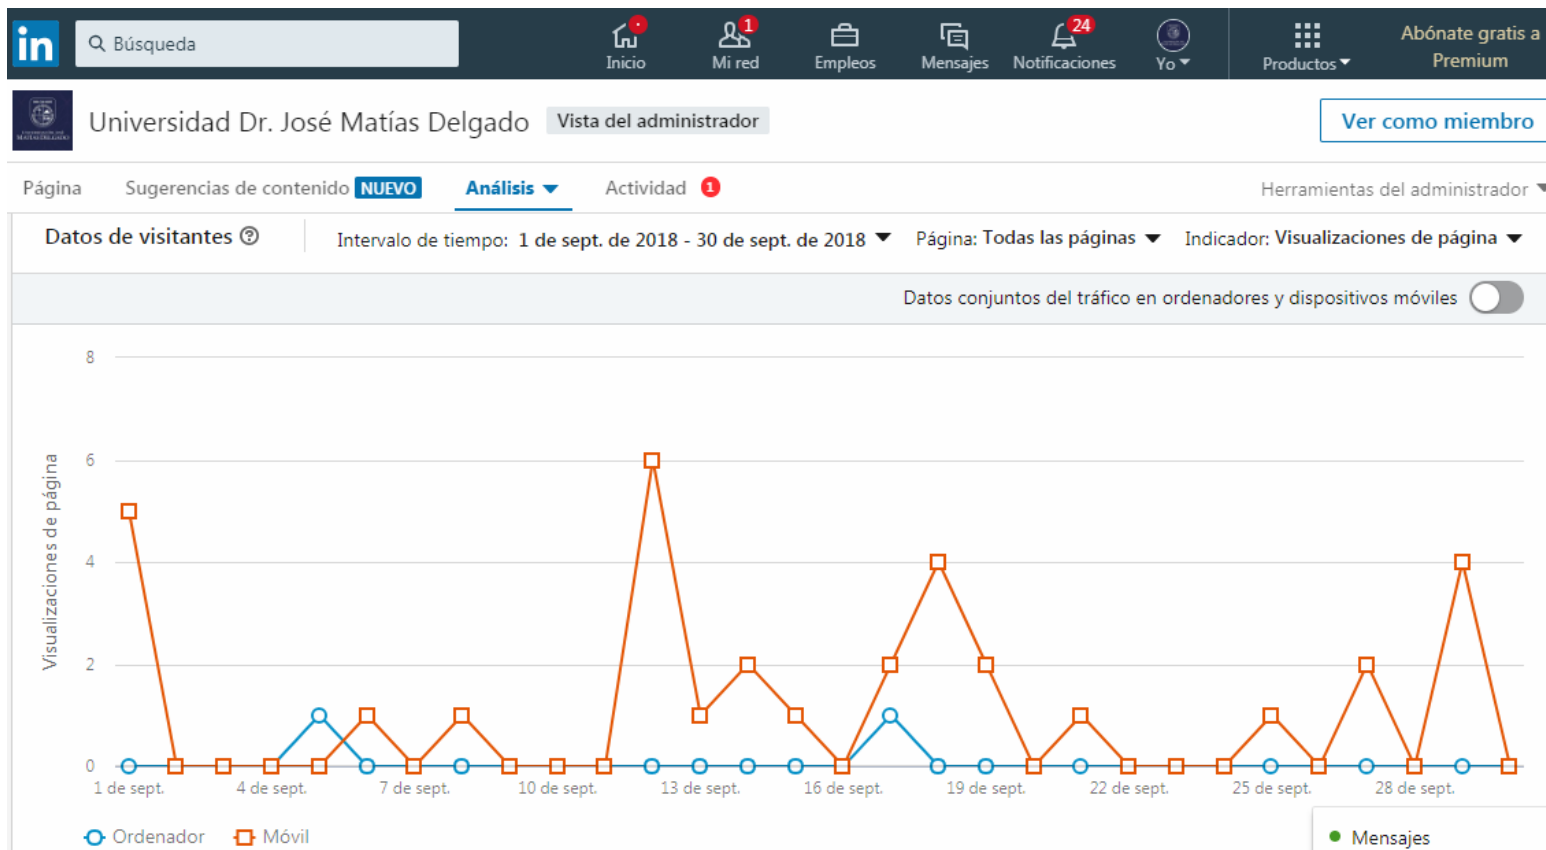 in
Búsqueda
Inicio
1
Mi red
Empleos
Mensajes
24
Notificaciones
Yo
Productos
Abónate gratis a
Premium
Universidad Dr. José Matías Delgado
Vista del administrador
Ver como miembro
Página
Sugerencias de contenido NUEVO
Análisis
Actividad 1
Herramientas del administrador
Datos de visitantes ?
Intervalo de tiempo: 1 de sept. de 2018 - 30 de sept. de 2018
Página: Todas las páginas
Indicador: Visualizaciones de página
Datos conjuntos del tráfico en ordenadores y dispositivos móviles
Visualizaciones de página
8
6
4
2
0
1 de sept.
4 de sept.
7 de sept.
10 de sept.
13 de sept.
16 de sept.
19 de sept.
22 de sept.
25 de sept.
28 de sept.
Ordenador
Móvil
Mensajes